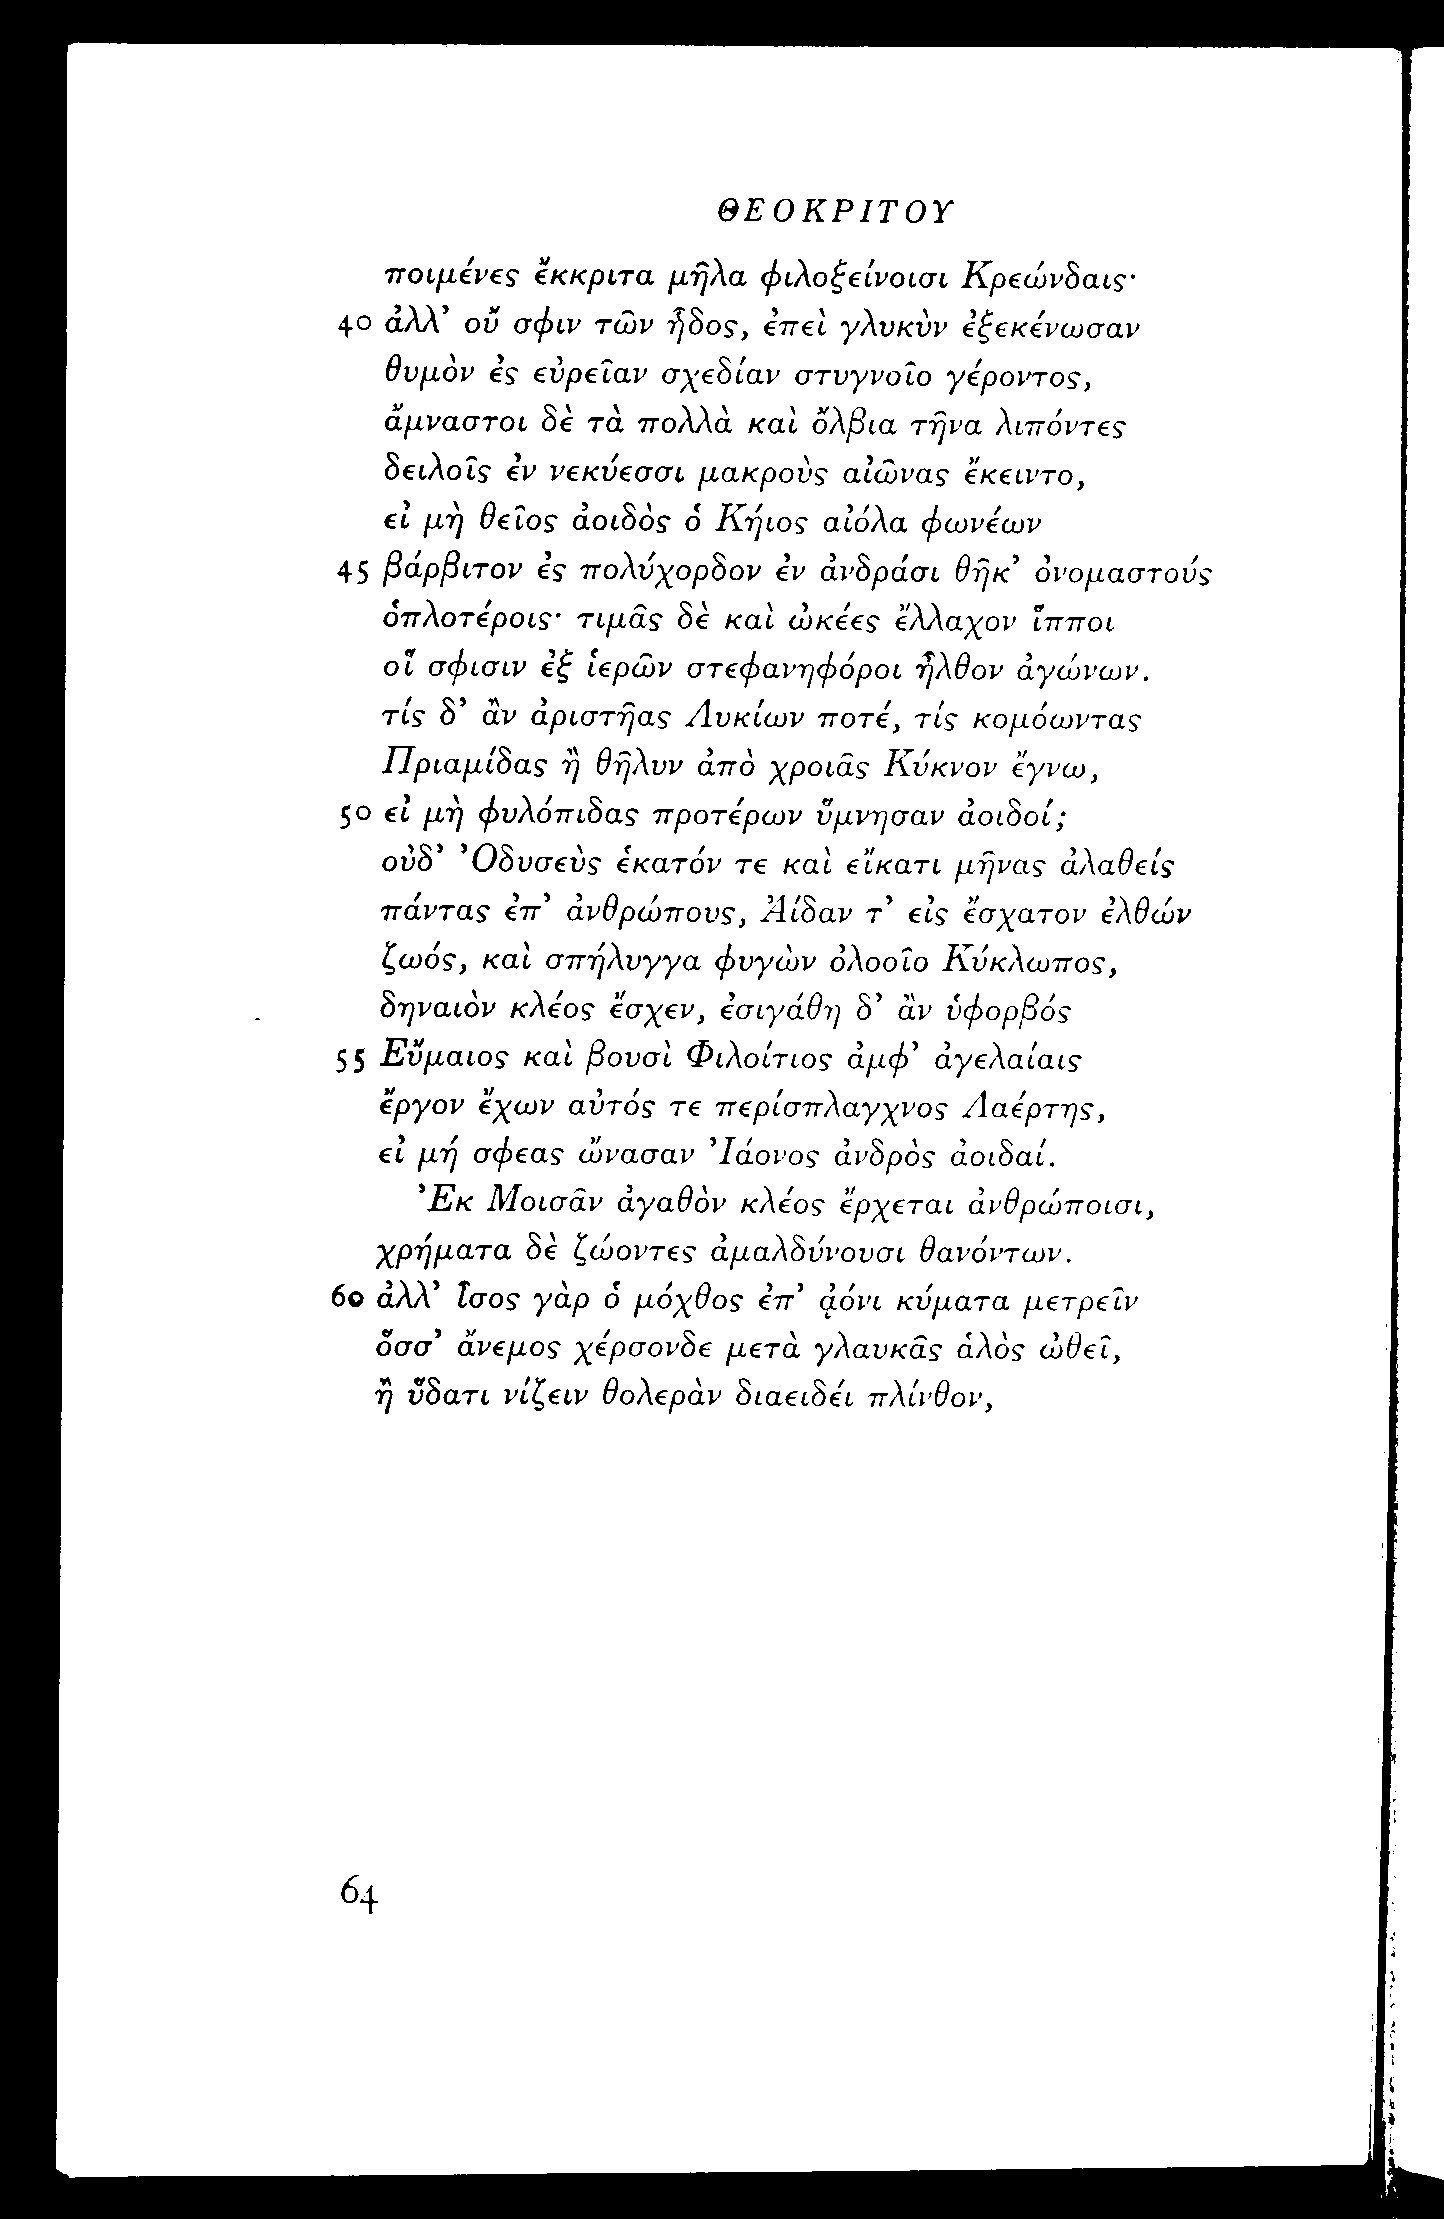 ΘΕΟΚΡΙΤΟΥ
ποιμένες ἔκκριτα μῆλα φιλοξείνοισι Κρεώνδαις·
40 ἀλλ’ οὔ σφιν τῶν ἦδος, ἐπεὶ γλυκὺν ἐξεκένωσαν
θυμὸν ἐς εὐρεῖαν σχεδίαν στυγνοῖο γέροντος,
ἄμναστοι δὲ τὰ πολλὰ καὶ ὄλβια τῆνα λιπόντες
δειλοῖς ἐν νεκύεσσι μακροὺς αἰῶνας ἔκειντο,
εἰ μὴ θεῖος ἀοιδὸς ὁ Κήιος αἰόλα φωνέων
45 βάρβιτον ἐς πολύχορδον ἐν ἀνδράσι θῆκ’ ὀνομαστούς
ὁπλοτέροις· τιμᾶς δὲ καὶ ὠκέες ἔλλαχον ἵπποι
οἵ σφισιν ἐξ ἱερῶν στεφανηφόροι ἦλθον ἀγώνων.
τίς δ’ ἂν ἀριστῆας Λυκίων ποτέ, τίς κομόωντας
Πριαμίδας ἢ θῆλυν ἀπὸ χροιᾶς Κύκνον ἔγνω,
50 εἰ μὴ φυλόπιδας προτέρων ὕμνησαν ἀοιδοί;
οὐδ’ Ὀδυσεὺς ἑκατόν τε καὶ εἴκατι μῆνας ἀλαθείς
πάντας ἐπ’ ἀνθρώπους, Ἀίδαν τ’ εἰς ἔσχατον ἐλθών
ζωός, καὶ σπήλυγγα φυγὼν ὀλοοῖο Κύκλωπος,
δηναιὸν κλέος ἔσχεν, ἐσιγάθη δ’ ἂν ὑφορβός
55 Εὔμαιος καὶ βουσὶ Φιλοίτιος ἀμφ’ ἀγελαίαις
ἔργον ἔχων αὐτός τε περίσπλαγχνος Λαέρτης,
εἰ μή σφεας ὤνασαν Ἰάονος ἀνδρὸς ἀοιδαί.
Ἐκ Μοισᾶν ἀγαθὸν κλέος ἔρχεται ἀνθρώποισι,
χρήματα δὲ ζώοντες ἀμαλδύνουσι θανόντων.
60 ἀλλ’ ἶσος γὰρ ὁ μόχθος ἐπ’ ᾀόνι κύματα μετρεῖν
ὅσσ’ ἄνεμος χέρσονδε μετὰ γλαυκᾶς ἁλὸς ὠθεῖ,
ἢ ὕδατι νίζειν θολερὰν διαειδέι πλίνθον,
64